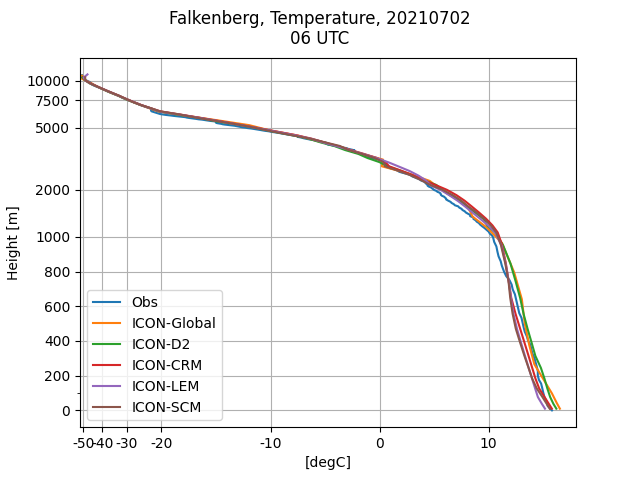 Falkenberg, Temperature, 20210702
06 UTC
Height [m]
10000
7500
5000
2000
1000
800
600
400
200
0
Obs
ICON-Global
ICON-D2
ICON-CRM
ICON-LEM
ICON-SCM
-50 -40 -30 -20 -10 0 10
[degC]